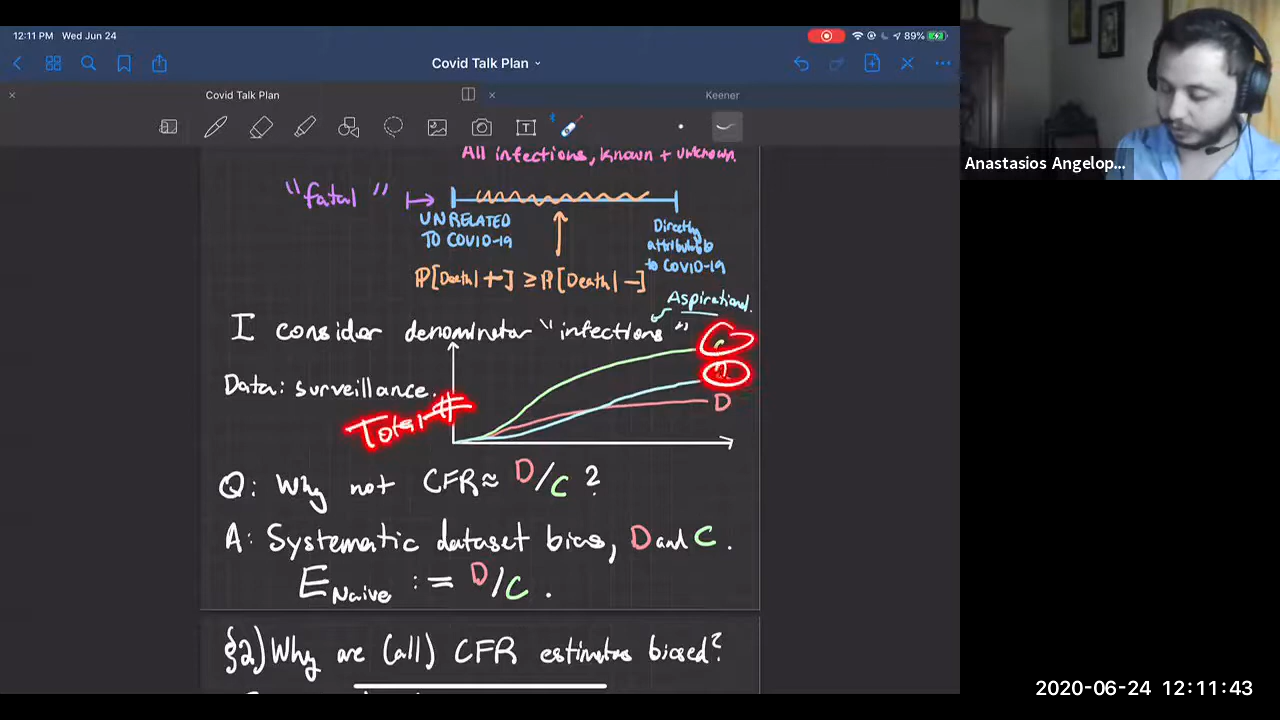 12:11 PM Wed Jun 24
89%
Covid Talk Plan
Covid Talk Plan
Keener
T
All infections, known + unknown.
"fatal"
UNRELATED
TO COVID-19
Directly
attributable
to COVID-19
P[Death|+] ≥ P[Death|-]
Aspirational.
I consider denominator "infections"
Data: surveillance.
C
Total #
D
Q: Why not CFR≈ D/C ?
A: Systematic dataset bias, D and C.
E Naive := D/C.
§2) Why are (all) CFR estimates biased?
Anastasios Angelop...
2020-06-24 12:11:43